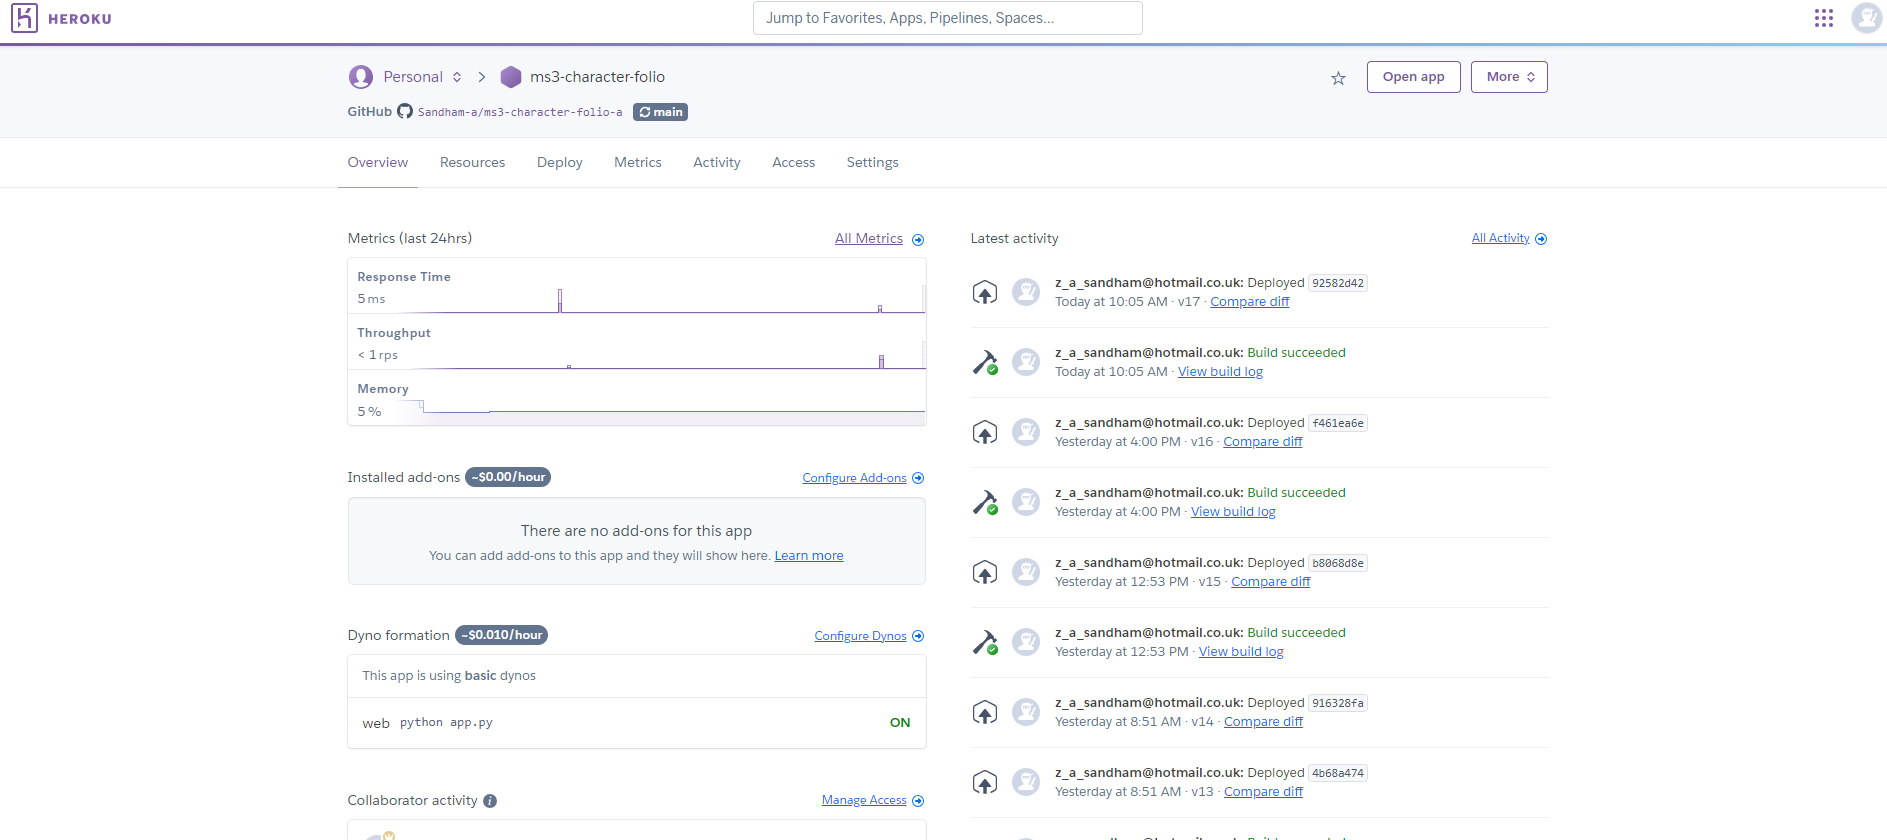 HEROKU
Jump to Favorites, Apps, Pipelines, Spaces...
Personal
ms3-character-folio
Open app
More
GitHub Sandham-a/ms3-character-folio-a main
Overview Resources Deploy Metrics Activity Access Settings
Metrics (last 24hrs)
All Metrics
Response Time
5 ms
Throughput
< 1 rps
Memory
5 %
Installed add-ons ~$0.00/hour
Configure Add-ons
There are no add-ons for this app
You can add add-ons to this app and they will show here. Learn more
Dyno formation ~$0.010/hour
Configure Dynos
This app is using basic dynos
web python app.py ON
Collaborator activity i
Manage Access
Latest activity
All Activity
z_a_sandham@hotmail.co.uk: Deployed 92582d42
Today at 10:05 AM · v17 · Compare diff
z_a_sandham@hotmail.co.uk: Build succeeded
Today at 10:05 AM · View build log
z_a_sandham@hotmail.co.uk: Deployed f461ea6e
Yesterday at 4:00 PM · v16 · Compare diff
z_a_sandham@hotmail.co.uk: Build succeeded
Yesterday at 4:00 PM · View build log
z_a_sandham@hotmail.co.uk: Deployed b8068d8e
Yesterday at 12:53 PM · v15 · Compare diff
z_a_sandham@hotmail.co.uk: Build succeeded
Yesterday at 12:53 PM · View build log
z_a_sandham@hotmail.co.uk: Deployed 916328fa
Yesterday at 8:51 AM · v14 · Compare diff
z_a_sandham@hotmail.co.uk: Deployed 4b68a474
Yesterday at 8:51 AM · v13 · Compare diff